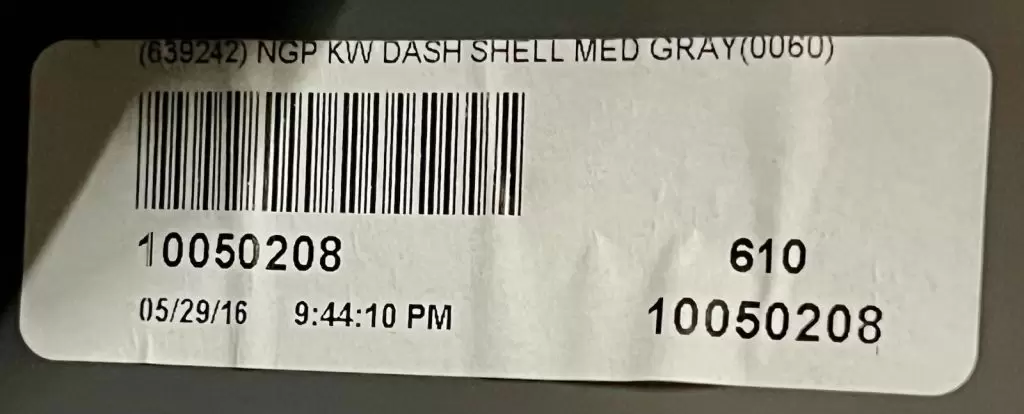 (639242) NGP KW DASH SHELL MED GRAY(0060)
10050208
610
05/29/16 9:44:10 PM
10050208